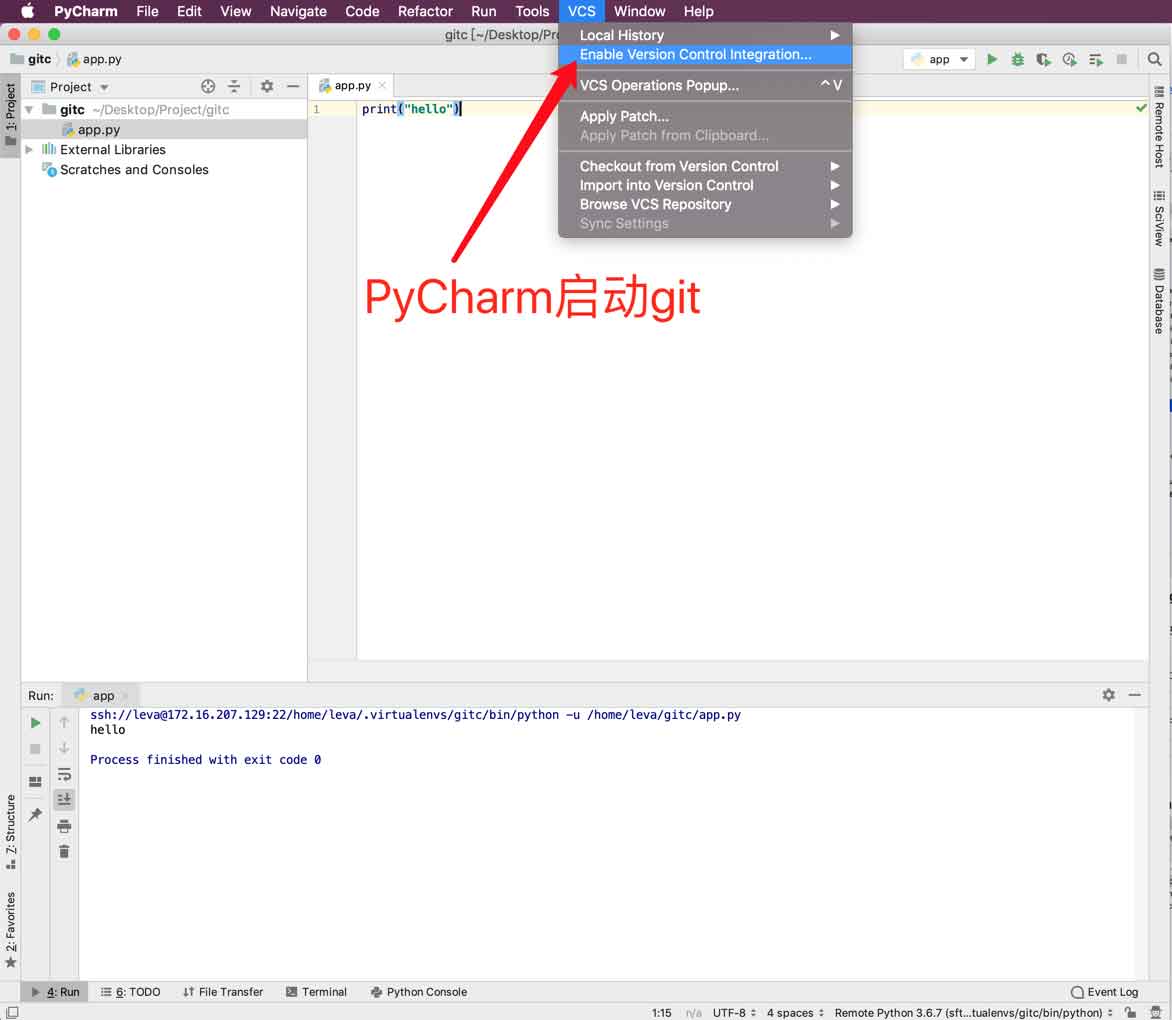 PyCharm File Edit View Navigate Code Refactor Run Tools VCS Window Help
gitc [~/Desktop/Pro
Local History
Enable Version Control Integration...
VCS Operations Popup... ^ V
Apply Patch...
Apply Patch from Clipboard...
Checkout from Version Control
Import into Version Control
Browse VCS Repository
Sync Settings
gitc app.py
app
Project
app.py
1: Project
gitc ~/Desktop/Project/gitc
app.py
External Libraries
Scratches and Consoles
1 print("hello")
PyCharm启动git
Remote Host
SciView
Database
Run: app
ssh://leva@172.16.207.129:22/home/leva/.virtualenvs/gitc/bin/python -u /home/leva/gitc/app.py
hello
Process finished with exit code 0
7: Structure
2: Favorites
4: Run 6: TODO File Transfer Terminal Python Console Event Log
1:15 n/a UTF-8 4 spaces Remote Python 3.6.7 (sft...tualenvs/gitc/bin/python)